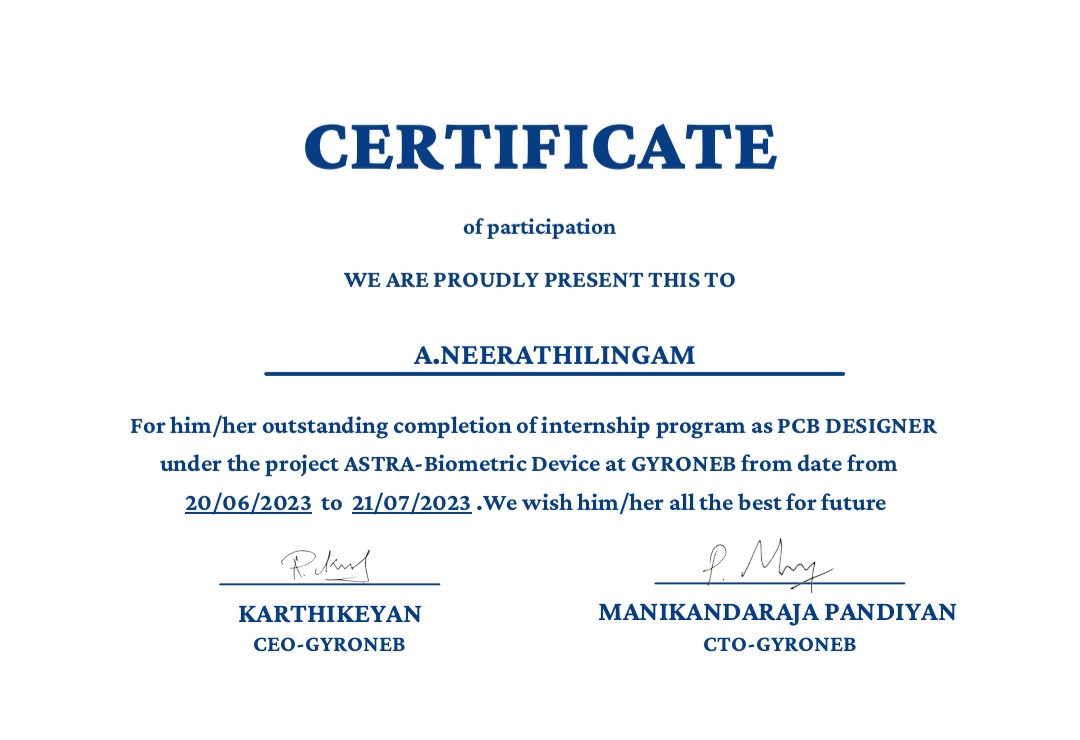 CERTIFICATE
of participation
WE ARE PROUDLY PRESENT THIS TO
A.NEERATHILINGAM
For him/her outstanding completion of internship program as PCB DESIGNER
under the project ASTRA-Biometric Device at GYRONEB from date from
20/06/2023 to 21/07/2023 .We wish him/her all the best for future
KARTHIKEYAN
CEO-GYRONEB
MANIKANDARAJA PANDIYAN
CTO-GYRONEB